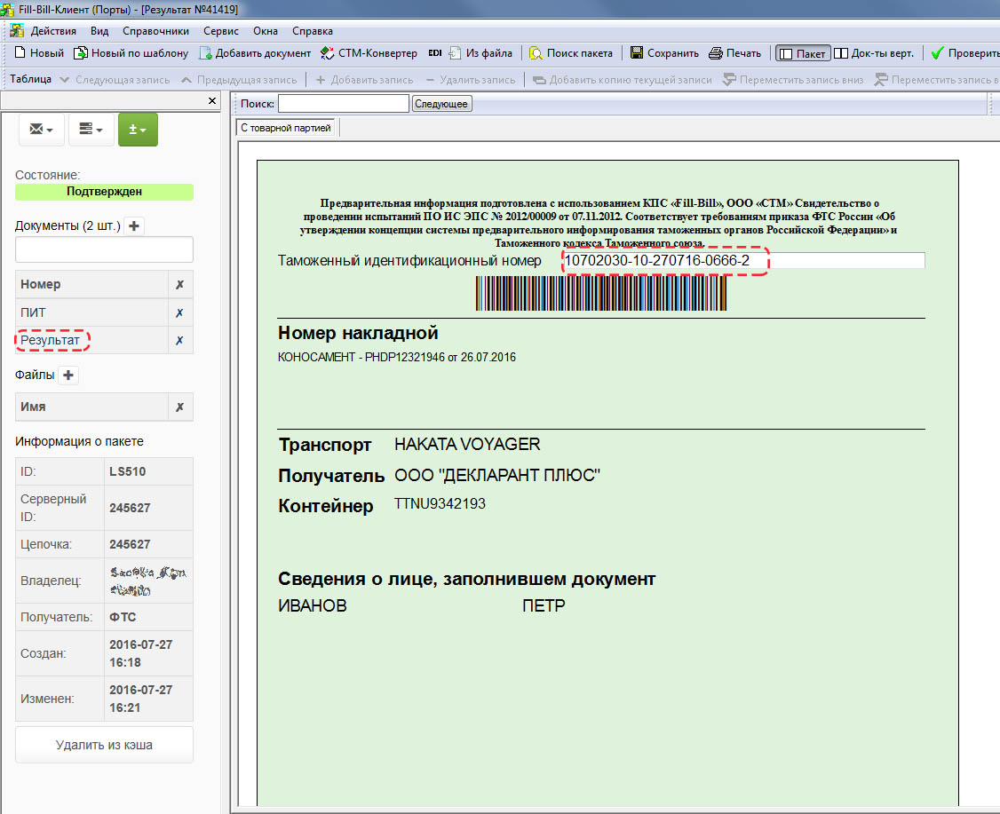 Fill-Bill-Клиент (Порты) - [Результат №41419]
Действия Вид Справочники Сервис Окна Справка
Новый Новый по шаблону Добавить документ СТМ-Конвертер EDI Из файла Поиск пакета Сохранить Печать Пакет Док-ты верт. Проверить
Таблица Следующая запись Предыдущая запись Добавить запись Удалить запись Добавить копию текущей записи Переместить запись вниз Переместить запись в
Поиск: Следующее
С товарной партией
Состояние:
Подтвержден
Документы (2 шт.)
Номер ✗
ПИТ ✗
Результат ✗
Файлы
Имя ✗
Информация о пакете
ID: LS510
Серверный ID: 245627
Цепочка: 245627
Владелец:
Получатель: ФТС
Создан: 2016-07-27
16:18
Изменен: 2016-07-27
16:21
Удалить из кэша
Предварительная информация подготовлена с использованием КПС «Fill-Bill», ООО «СТМ» Свидетельство о
проведении испытаний ПО ИС ЭПС № 2012/00009 от 07.11.2012. Соответствует требованиям приказа ФТС России «Об
утверждении концепции системы предварительного информирования таможенных органов Российской Федерации» и
Таможенного кодекса Таможенного союза.
Таможенный идентификационный номер 10702030-10-270716-0666-2
Номер накладной
КОНОСАМЕНТ - PHDP12321946 от 26.07.2016
Транспорт HAKATA VOYAGER
Получатель ООО "ДЕКЛАРАНТ ПЛЮС"
Контейнер TTNU9342193
Сведения о лице, заполнившем документ
ИВАНОВ ПЕТР